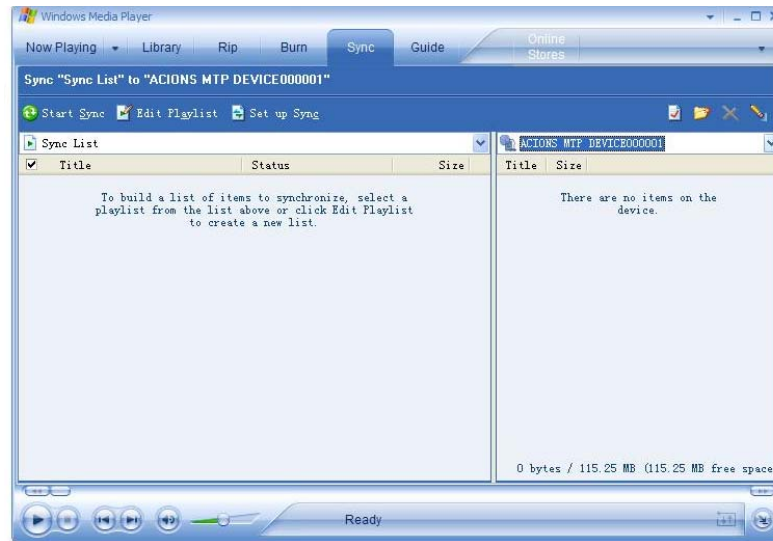 Windows Media Player
Now Playing Library Rip Burn Sync Guide Online Stores
Sync "Sync List" to "ACIONS MTP DEVICE000001"
Start Sync Edit Playlist Set up Sync
Sync List ACIONS MTP DEVICE000001
Title Status Size Title Size
To build a list of items to synchronize, select a
playlist from the list above or click Edit Playlist
to create a new list.
There are no items on the
device.
0 bytes / 115.25 MB (115.25 MB free space
Ready